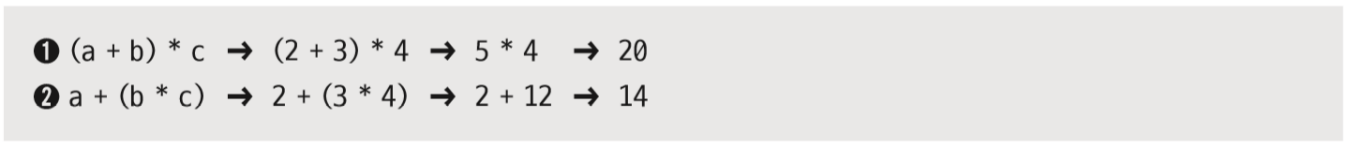 ❶ (a + b) * c → (2 + 3) * 4 → 5 * 4 → 20
❷ a + (b * c) → 2 + (3 * 4) → 2 + 12 → 14